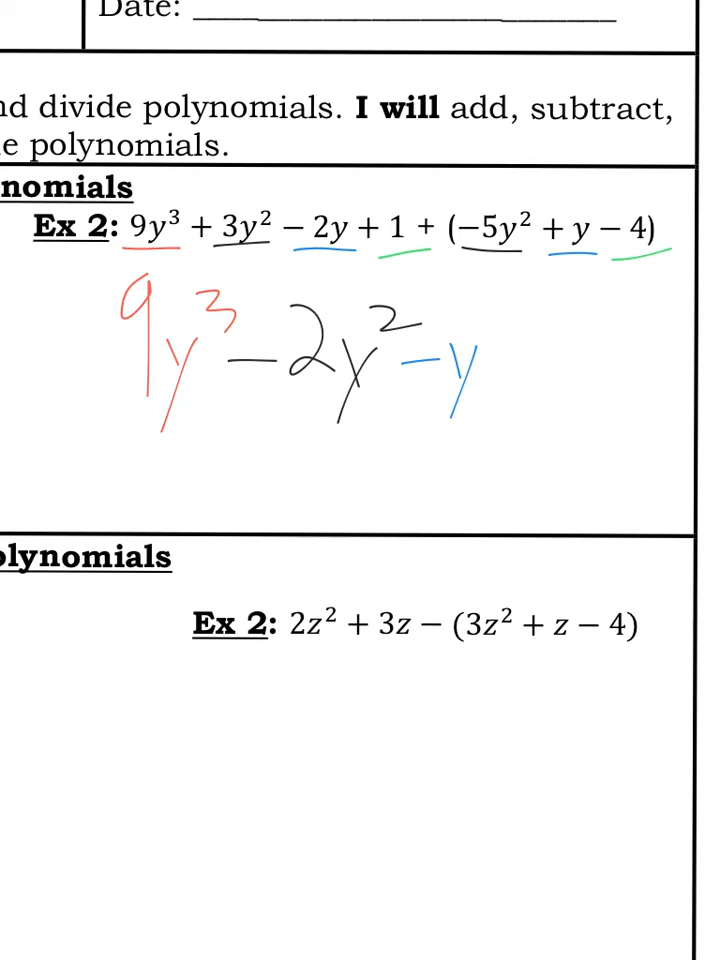 Date: ____________________
nd divide polynomials. I will add, subtract,
e polynomials.
nomials
Ex 2: 9y³ + 3y² − 2y + 1 + (−5y² + y − 4)
9y³ − 2y² − y
olynomials
Ex 2: 2z² + 3z − (3z² + z − 4)